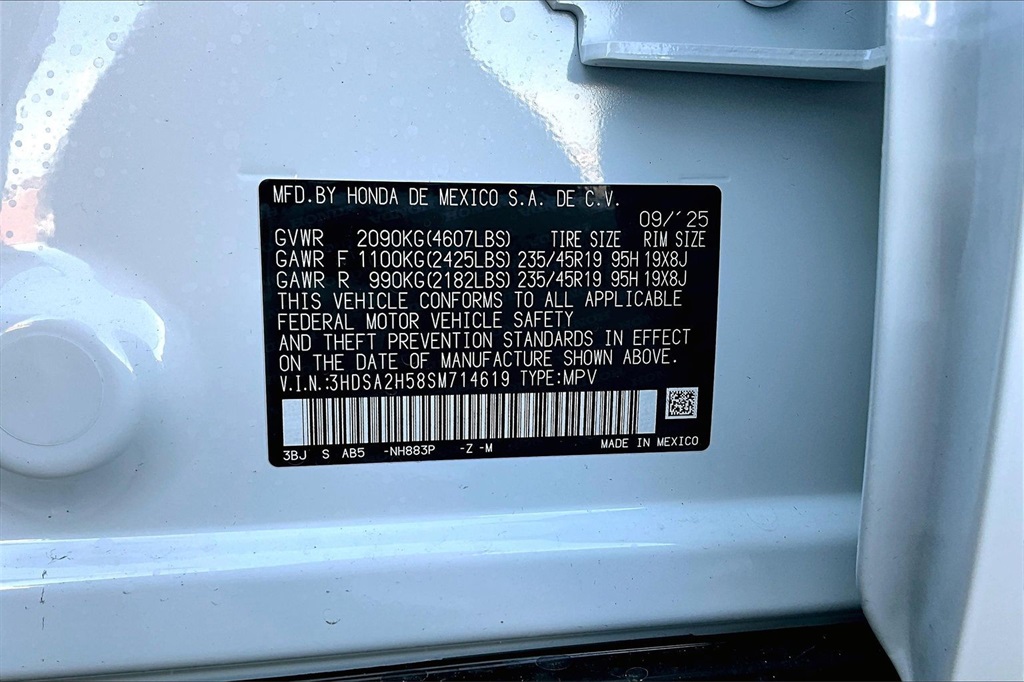 MFD.BY HONDA DE MEXICO S.A. DE C.V.
09/'25
GVWR 2090KG(4607LBS) TIRE SIZE RIM SIZE
GAWR F 1100KG(2425LBS) 235/45R19 95H 19X8J
GAWR R 990KG(2182LBS) 235/45R19 95H 19X8J
THIS VEHICLE CONFORMS TO ALL APPLICABLE
FEDERAL MOTOR VEHICLE SAFETY
AND THEFT PREVENTION STANDARDS IN EFFECT
ON THE DATE OF MANUFACTURE SHOWN ABOVE.
V.I.N.:3HDSA2H58SM714619 TYPE:MPV
3BJ S AB5 -NH883P -Z -M MADE IN MEXICO